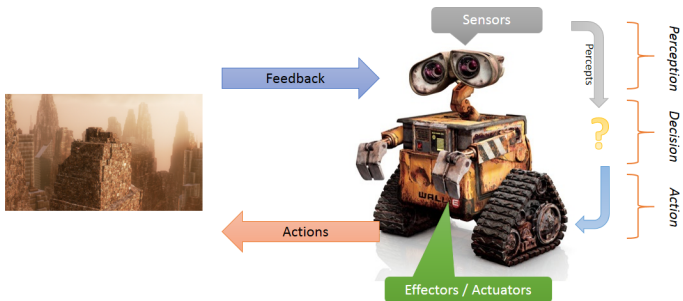 Sensors
Percepts
Perception
Feedback
?
Decision
WALL•E
Action
Actions
Effectors / Actuators